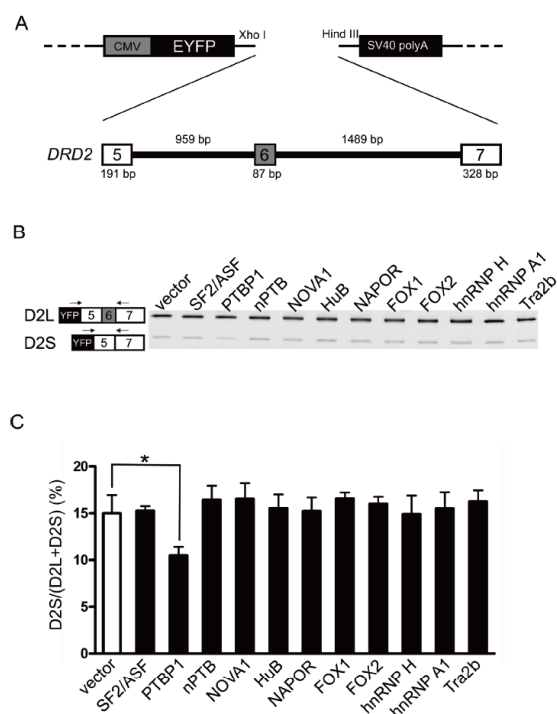 A
CMV
EYFP
Xho I
Hind III
SV40 polyA
959 bp
1489 bp
DRD2
5
6
7
191 bp
87 bp
328 bp
B
vector
SF2/ASF
PTBP1
nPTB
NOVA1
HuB
NAPOR
FOX1
FOX2
hnRNP H
hnRNP A1
Tra2b
D2L
YFP
5
6
7
D2S
YFP
5
7
C
*
D2S/(D2L+D2S) (%)
20
15
10
5
0
vector
SF2/ASF
PTBP1
nPTB
NOVA1
HuB
NAPOR
FOX1
FOX2
hnRNP H
hnRNP A1
Tra2b